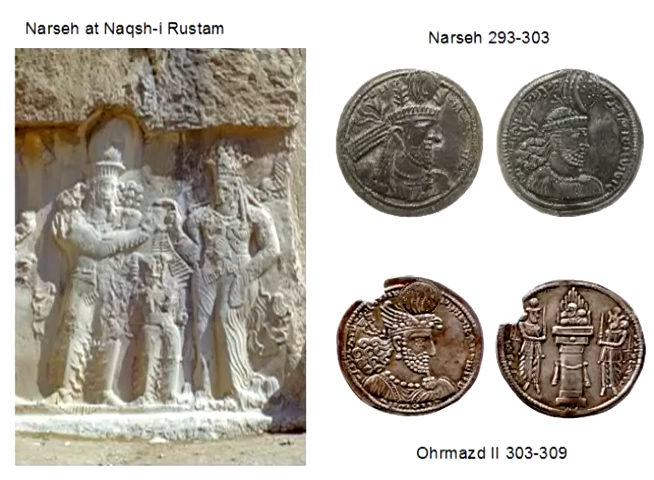 Narseh at Naqsh-i Rustam
Narseh 293-303
Ohrmazd II 303-309